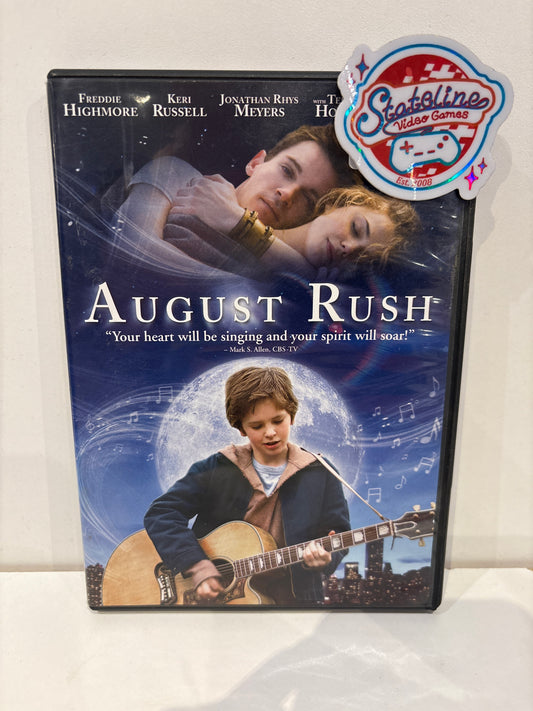 FREDDIE HIGHMORE
KERI RUSSELL
JONATHAN RHYS MEYERS
WITH
Stateline
Video Games
Est. 2008
AUGUST RUSH
“Your heart will be singing and your spirit will soar!”
– Mark S. Allen, CBS-TV